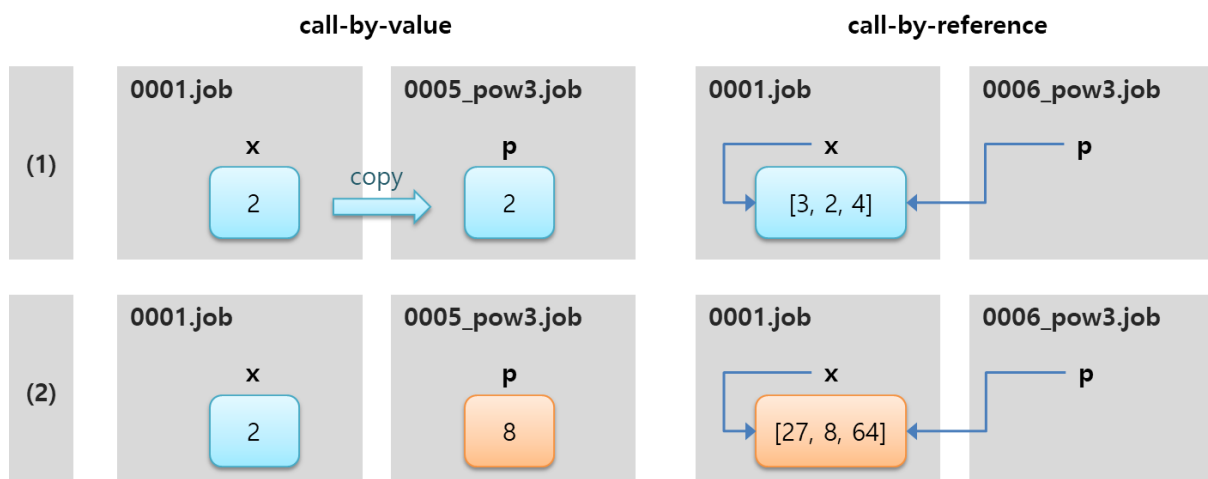 call-by-value call-by-reference
(1)
0001.job 0005_pow3.job 0001.job 0006_pow3.job
x p x p
copy
2 2 [3, 2, 4]
(2)
0001.job 0005_pow3.job 0001.job 0006_pow3.job
x p x p
2 8 [27, 8, 64]